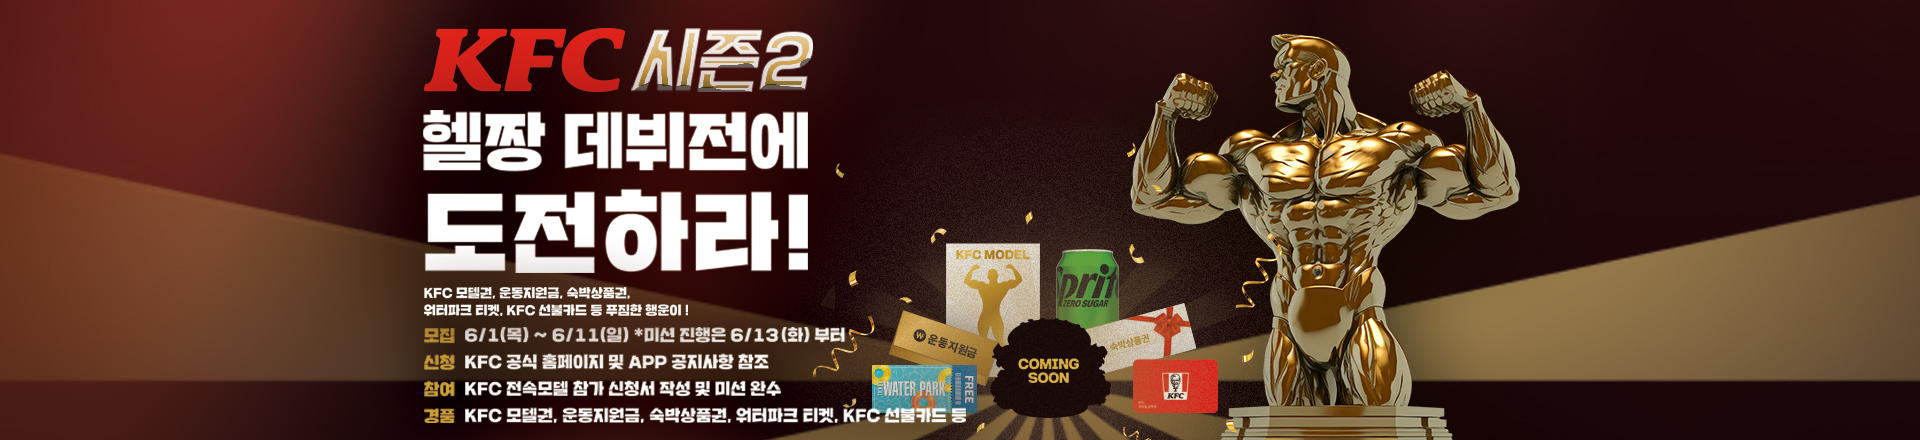 KFC 시즌2
헬짱 데뷔전에
도전하라!
KFC 모델권, 운동지원금, 숙박상품권,
워터파크 티켓, KFC 선불카드 등 푸짐한 행운이!
모집 6/1(목) ~ 6/11(일) *미션 진행은 6/13(화) 부터
신청 KFC 공식 홈페이지 및 APP 공지사항 참조
참여 KFC 전속모델 참가 신청서 작성 및 미션 완수
경품 KFC 모델권, 운동지원금, 숙박상품권, 워터파크 티켓, KFC 선불카드 등
KFC MODEL
prit
ZERO SUGAR
W 운동지원금
숙박상품권
COMING
SOON
WATER PARK
FREE
KFC